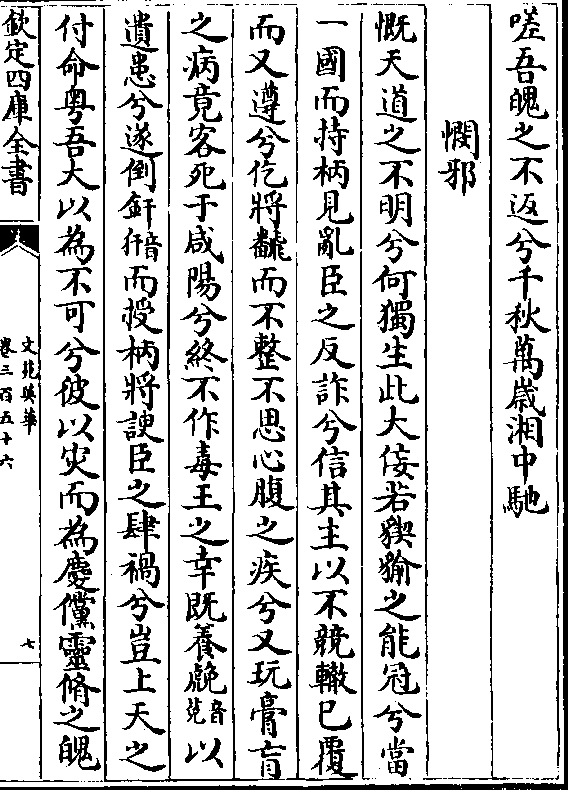 嗟吾魄之不返兮千秋萬歲湘中馳
憫邪
慨天道之不明兮何獨生此大佞若猰㺄之能冠兮當
一國而持柄見亂臣之反詐兮信其主以不競轍已覆
而又遵兮仡將虀而不整不思心腹之疾兮又玩膏肓
之病竟客死于咸陽兮終不作毒王之幸既養音以
遺患兮遂倒釬音而授柄將諛臣之肆禍兮豈上天之
付命粤吾大以為不可兮彼以灾而為慶儻靈脩之魄
欽定四庫全書
文苑英華
卷三百五十六
七